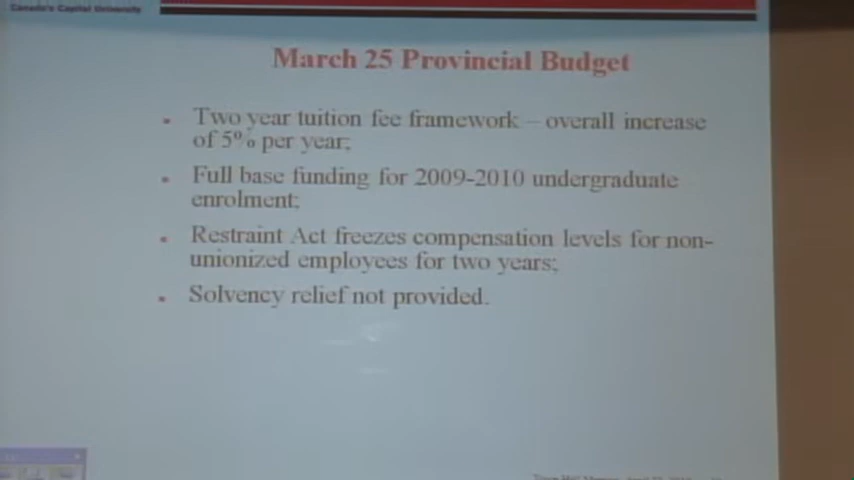 Canada's Capital University
March 25 Provincial Budget
Two year tuition fee framework – overall increase
of 5% per year;
Full base funding for 2009-2010 undergraduate
enrolment;
Restraint Act freezes compensation levels for non-
unionized employees for two years;
Solvency relief not provided.